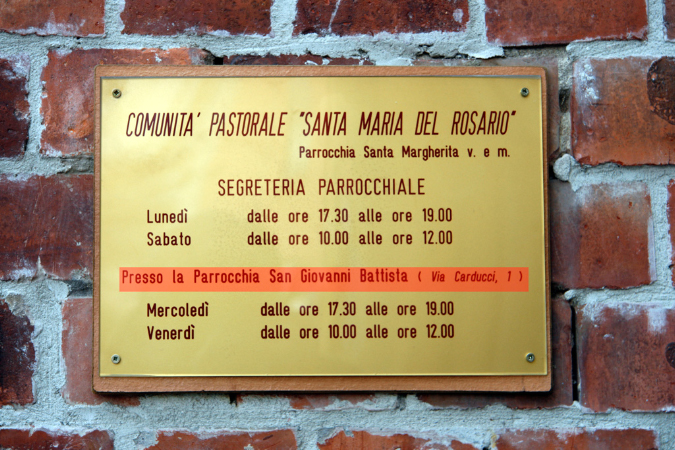 COMUNITA' PASTORALE "SANTA MARIA DEL ROSARIO"
Parrocchia Santa Margherita v. e m.
SEGRETERIA PARROCCHIALE
Lunedì dalle ore 17.30 alle ore 19.00
Sabato dalle ore 10.00 alle ore 12.00
Presso la Parrocchia San Giovanni Battista ( Via Carducci, 1 )
Mercoledì dalle ore 17.30 alle ore 19.00
Venerdì dalle ore 10.00 alle ore 12.00